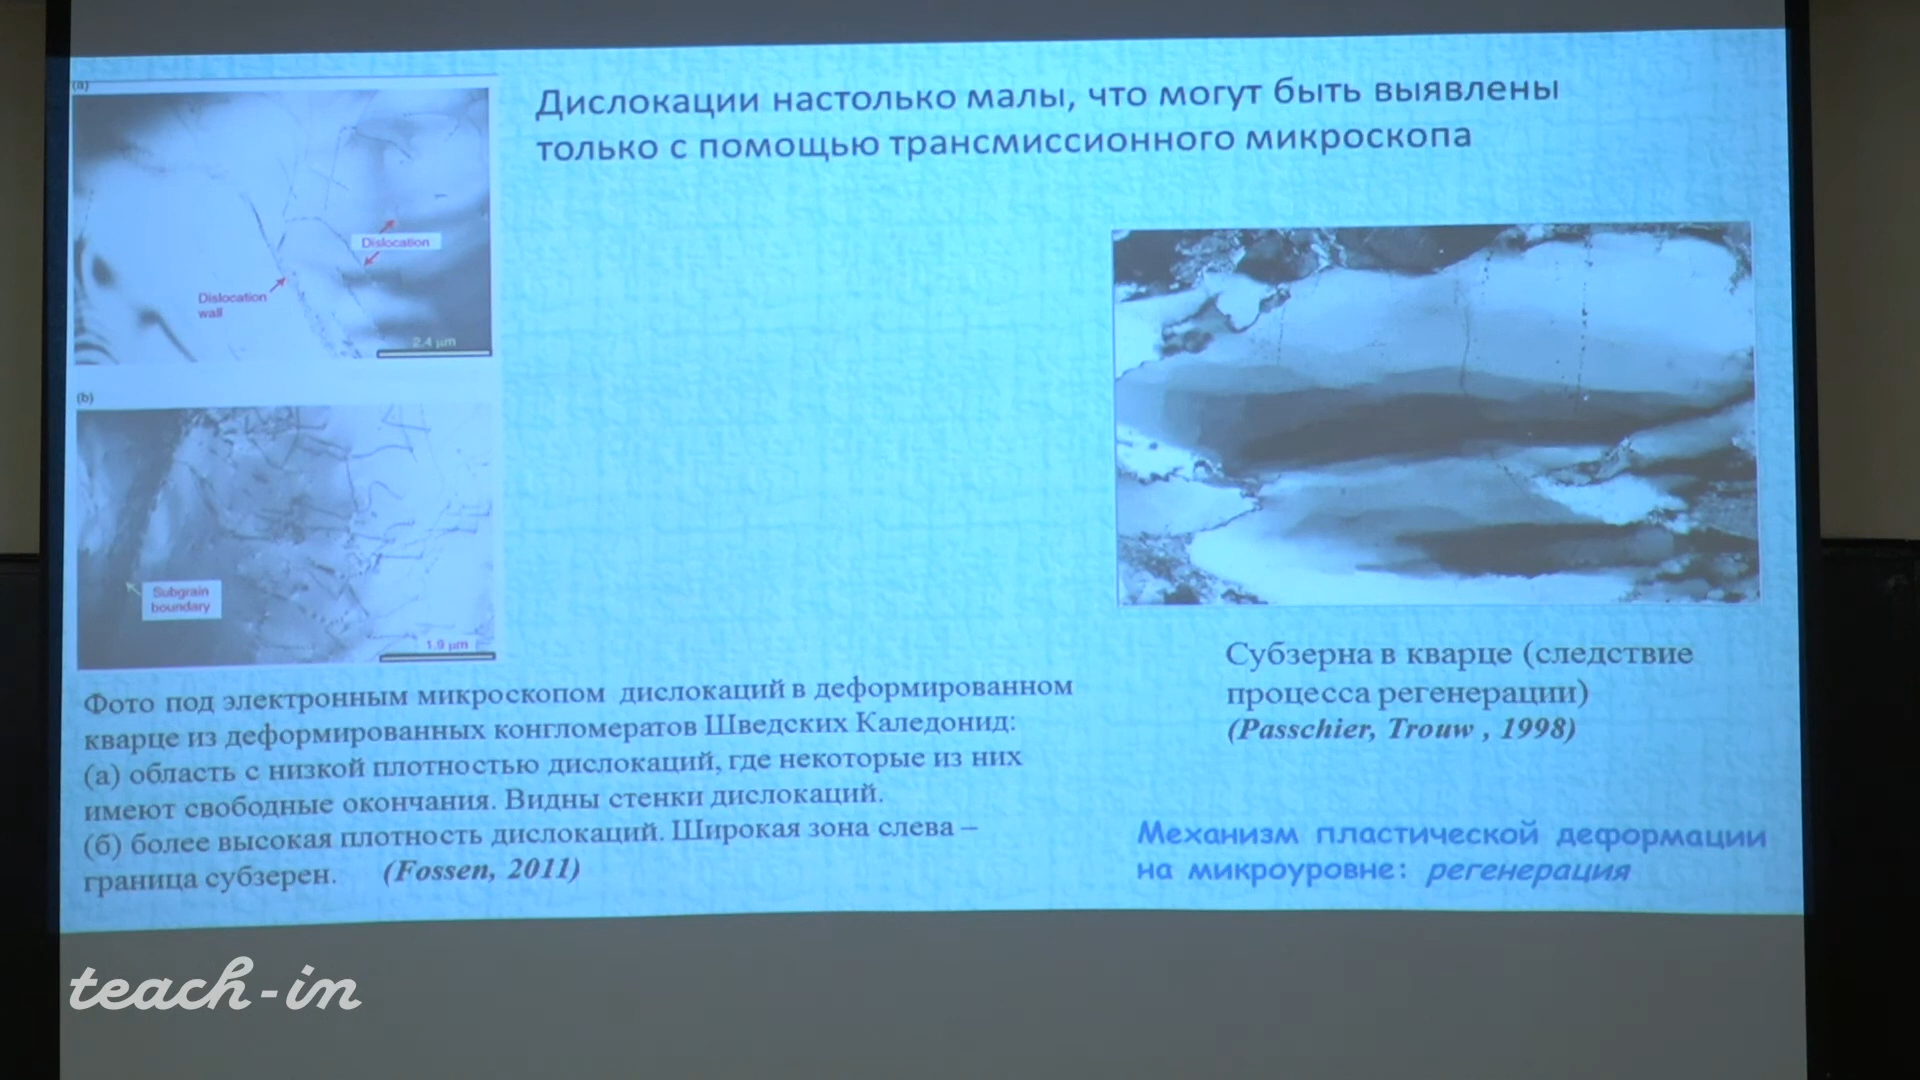 Дислокации настолько малы, что могут быть выявлены
только с помощью трансмиссионного микроскопа
(a)
Dislocation
Dislocation
wall
2.4 µm
(b)
Subgrain
boundary
1.9 µm
Фото под электронным микроскопом дислокаций в деформированном
кварце из деформированных конгломератов Шведских Каледонид:
(а) область с низкой плотностью дислокаций, где некоторые из них
имеют свободные окончания. Видны стенки дислокаций.
(б) более высокая плотность дислокаций. Широкая зона слева –
граница субзерен. (Fossen, 2011)
Субзерна в кварце (следствие
процесса регенерации)
(Passchier, Trouw , 1998)
Механизм пластической деформации
на микроуровне: регенерация
teach-in